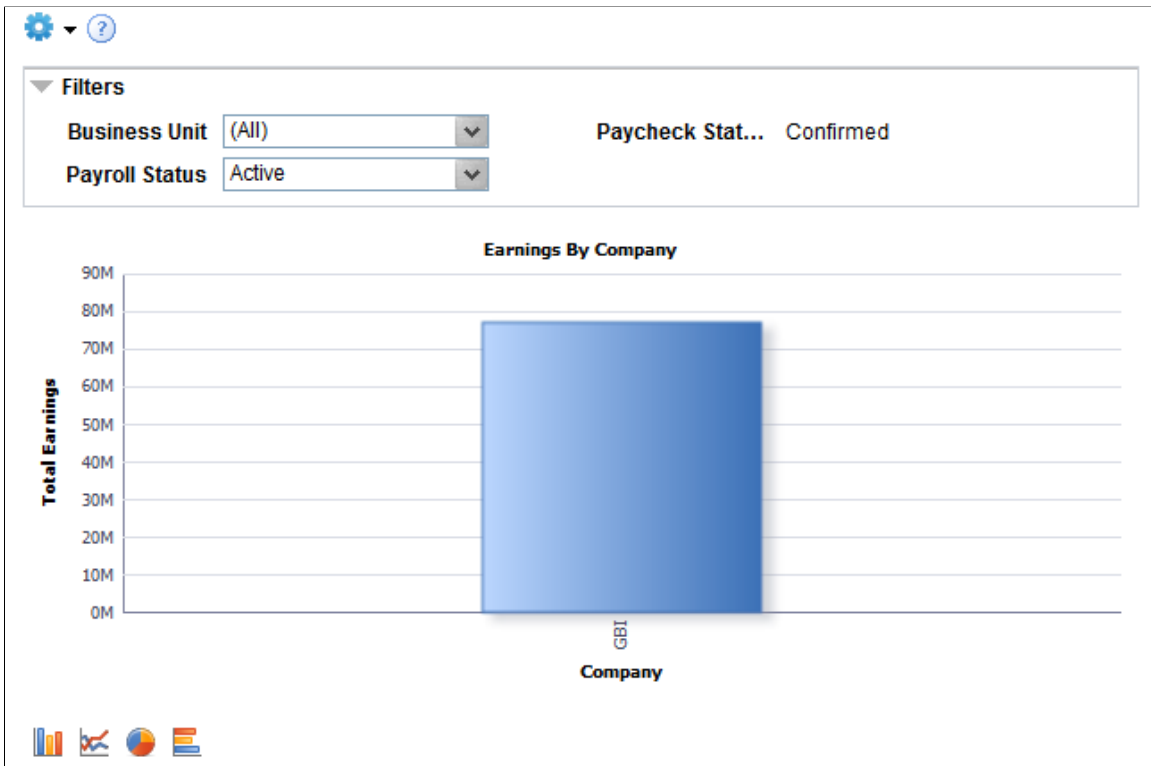 ?
Filters
Business Unit (All) Paycheck Stat... Confirmed
Payroll Status Active
Earnings By Company
90M
80M
70M
60M
50M
40M
30M
20M
10M
0M
Total Earnings
GBI
Company